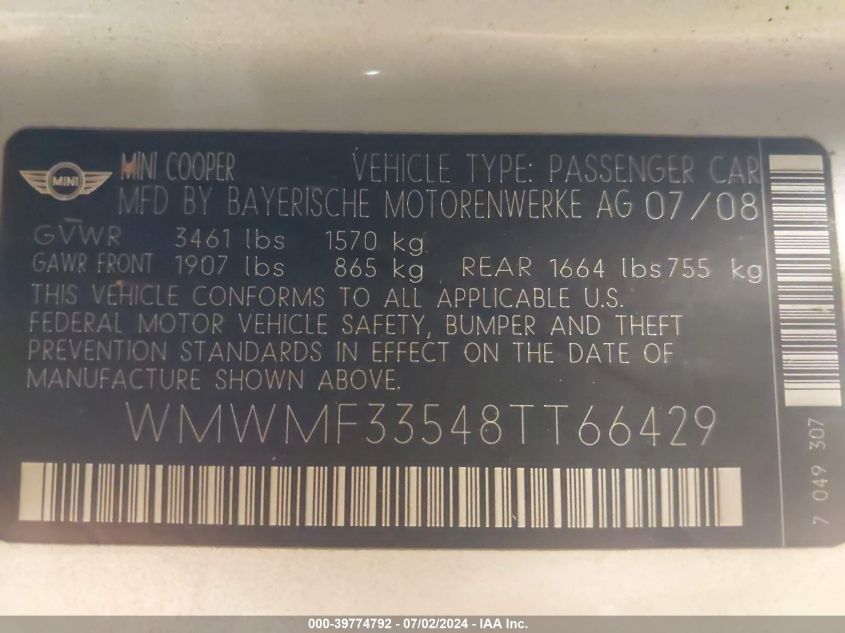 MINI
MINI COOPER VEHICLE TYPE: PASSENGER CAR
MFD BY BAYERISCHE MOTORENWERKE AG 07/08
GVWR 3461 lbs 1570 kg
GAWR FRONT 1907 lbs 865 kg REAR 1664 lbs 755 kg
THIS VEHICLE CONFORMS TO ALL APPLICABLE U.S.
FEDERAL MOTOR VEHICLE SAFETY, BUMPER AND THEFT
PREVENTION STANDARDS IN EFFECT ON THE DATE OF
MANUFACTURE SHOWN ABOVE.
WMWMF33548TT66429
7 049 307
000-39774792 - 07/02/2024 - IAA Inc.